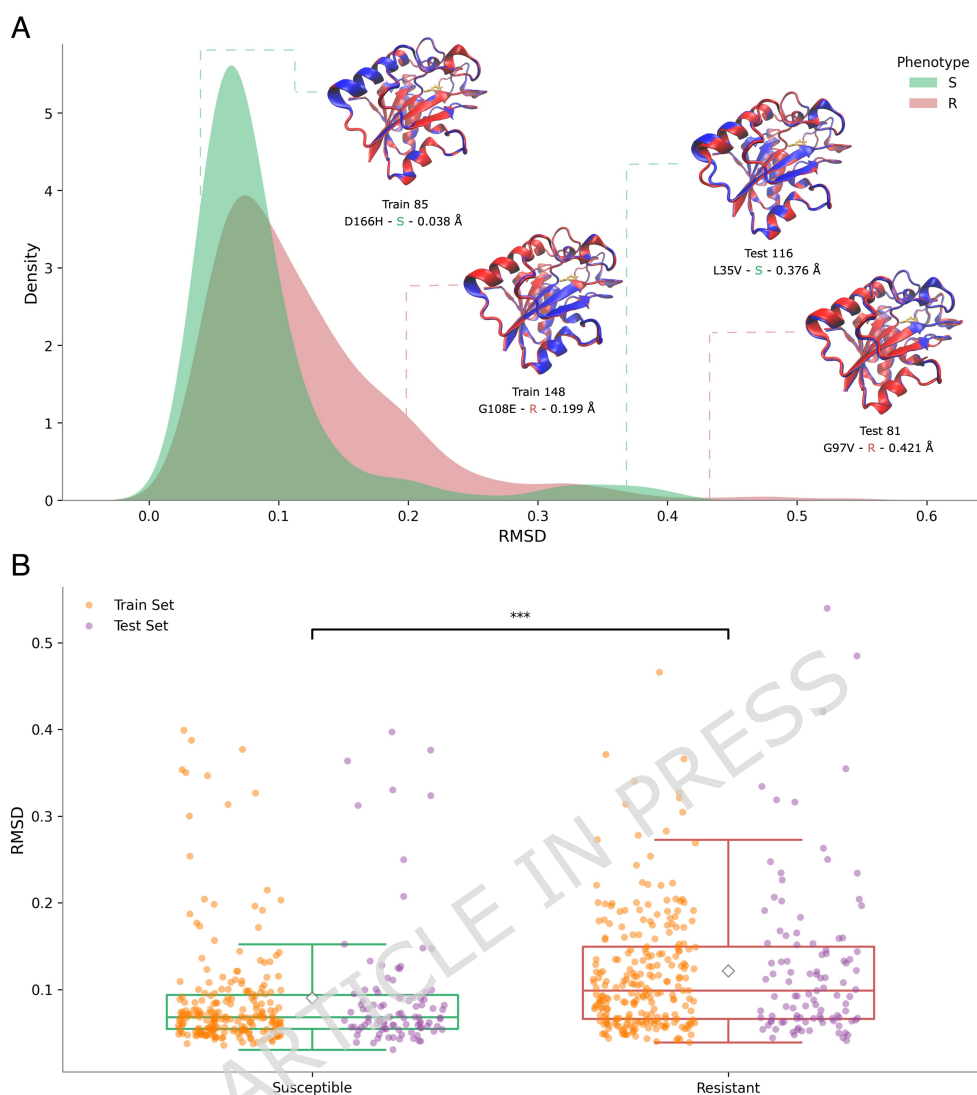 A
Phenotype
S
R
Train 85
D166H - S - 0.038 Å
Test 116
L35V - S - 0.376 Å
Train 148
G108E - R - 0.199 Å
Test 81
G97V - R - 0.421 Å
Density
5
4
3
2
1
0
0.0 0.1 0.2 0.3 0.4 0.5 0.6
RMSD
B
Train Set
Test Set
***
RMSD
0.5
0.4
0.3
0.2
0.1
Susceptible Resistant
ARTICLE IN PRESS